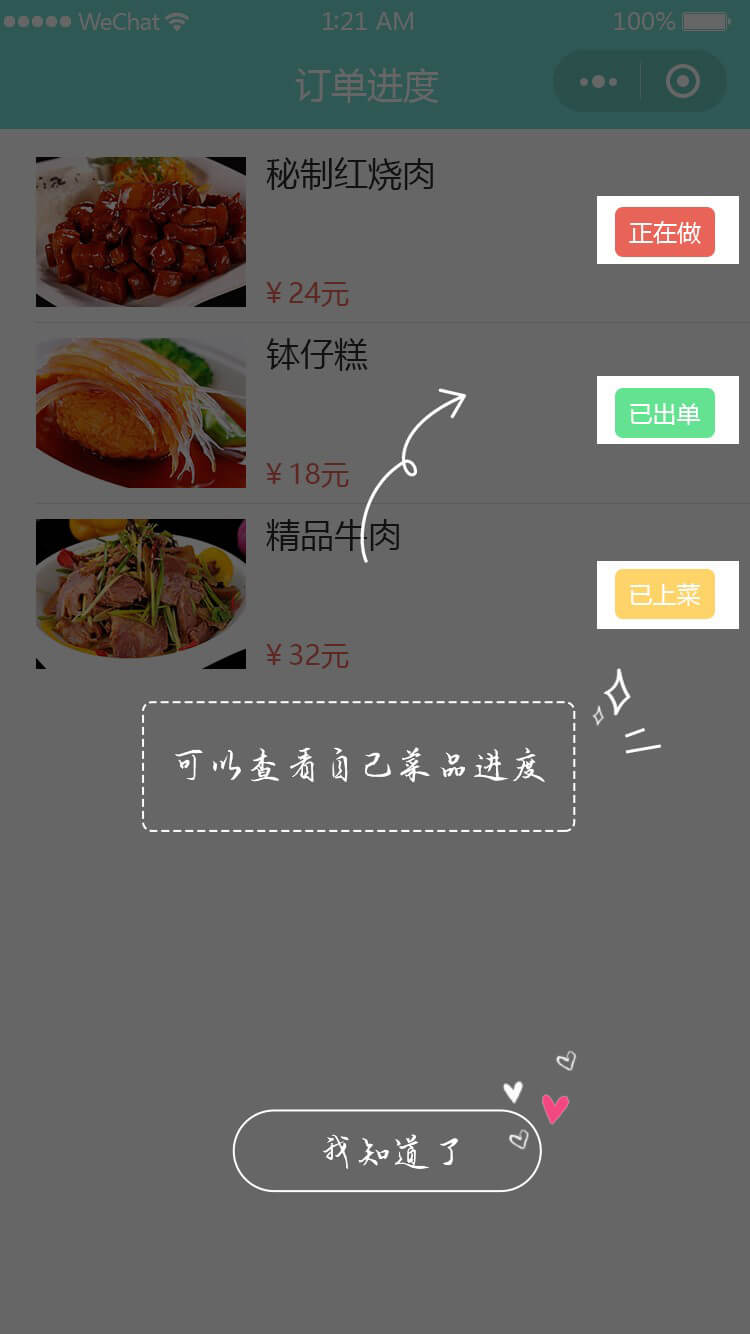 WeChat 1:21 AM 100%
订单进度
秘制红烧肉
正在做
¥24元
钵仔糕
已出单
¥18元
精品牛肉
已上菜
¥32元
可以查看自己菜品进度
我知道了